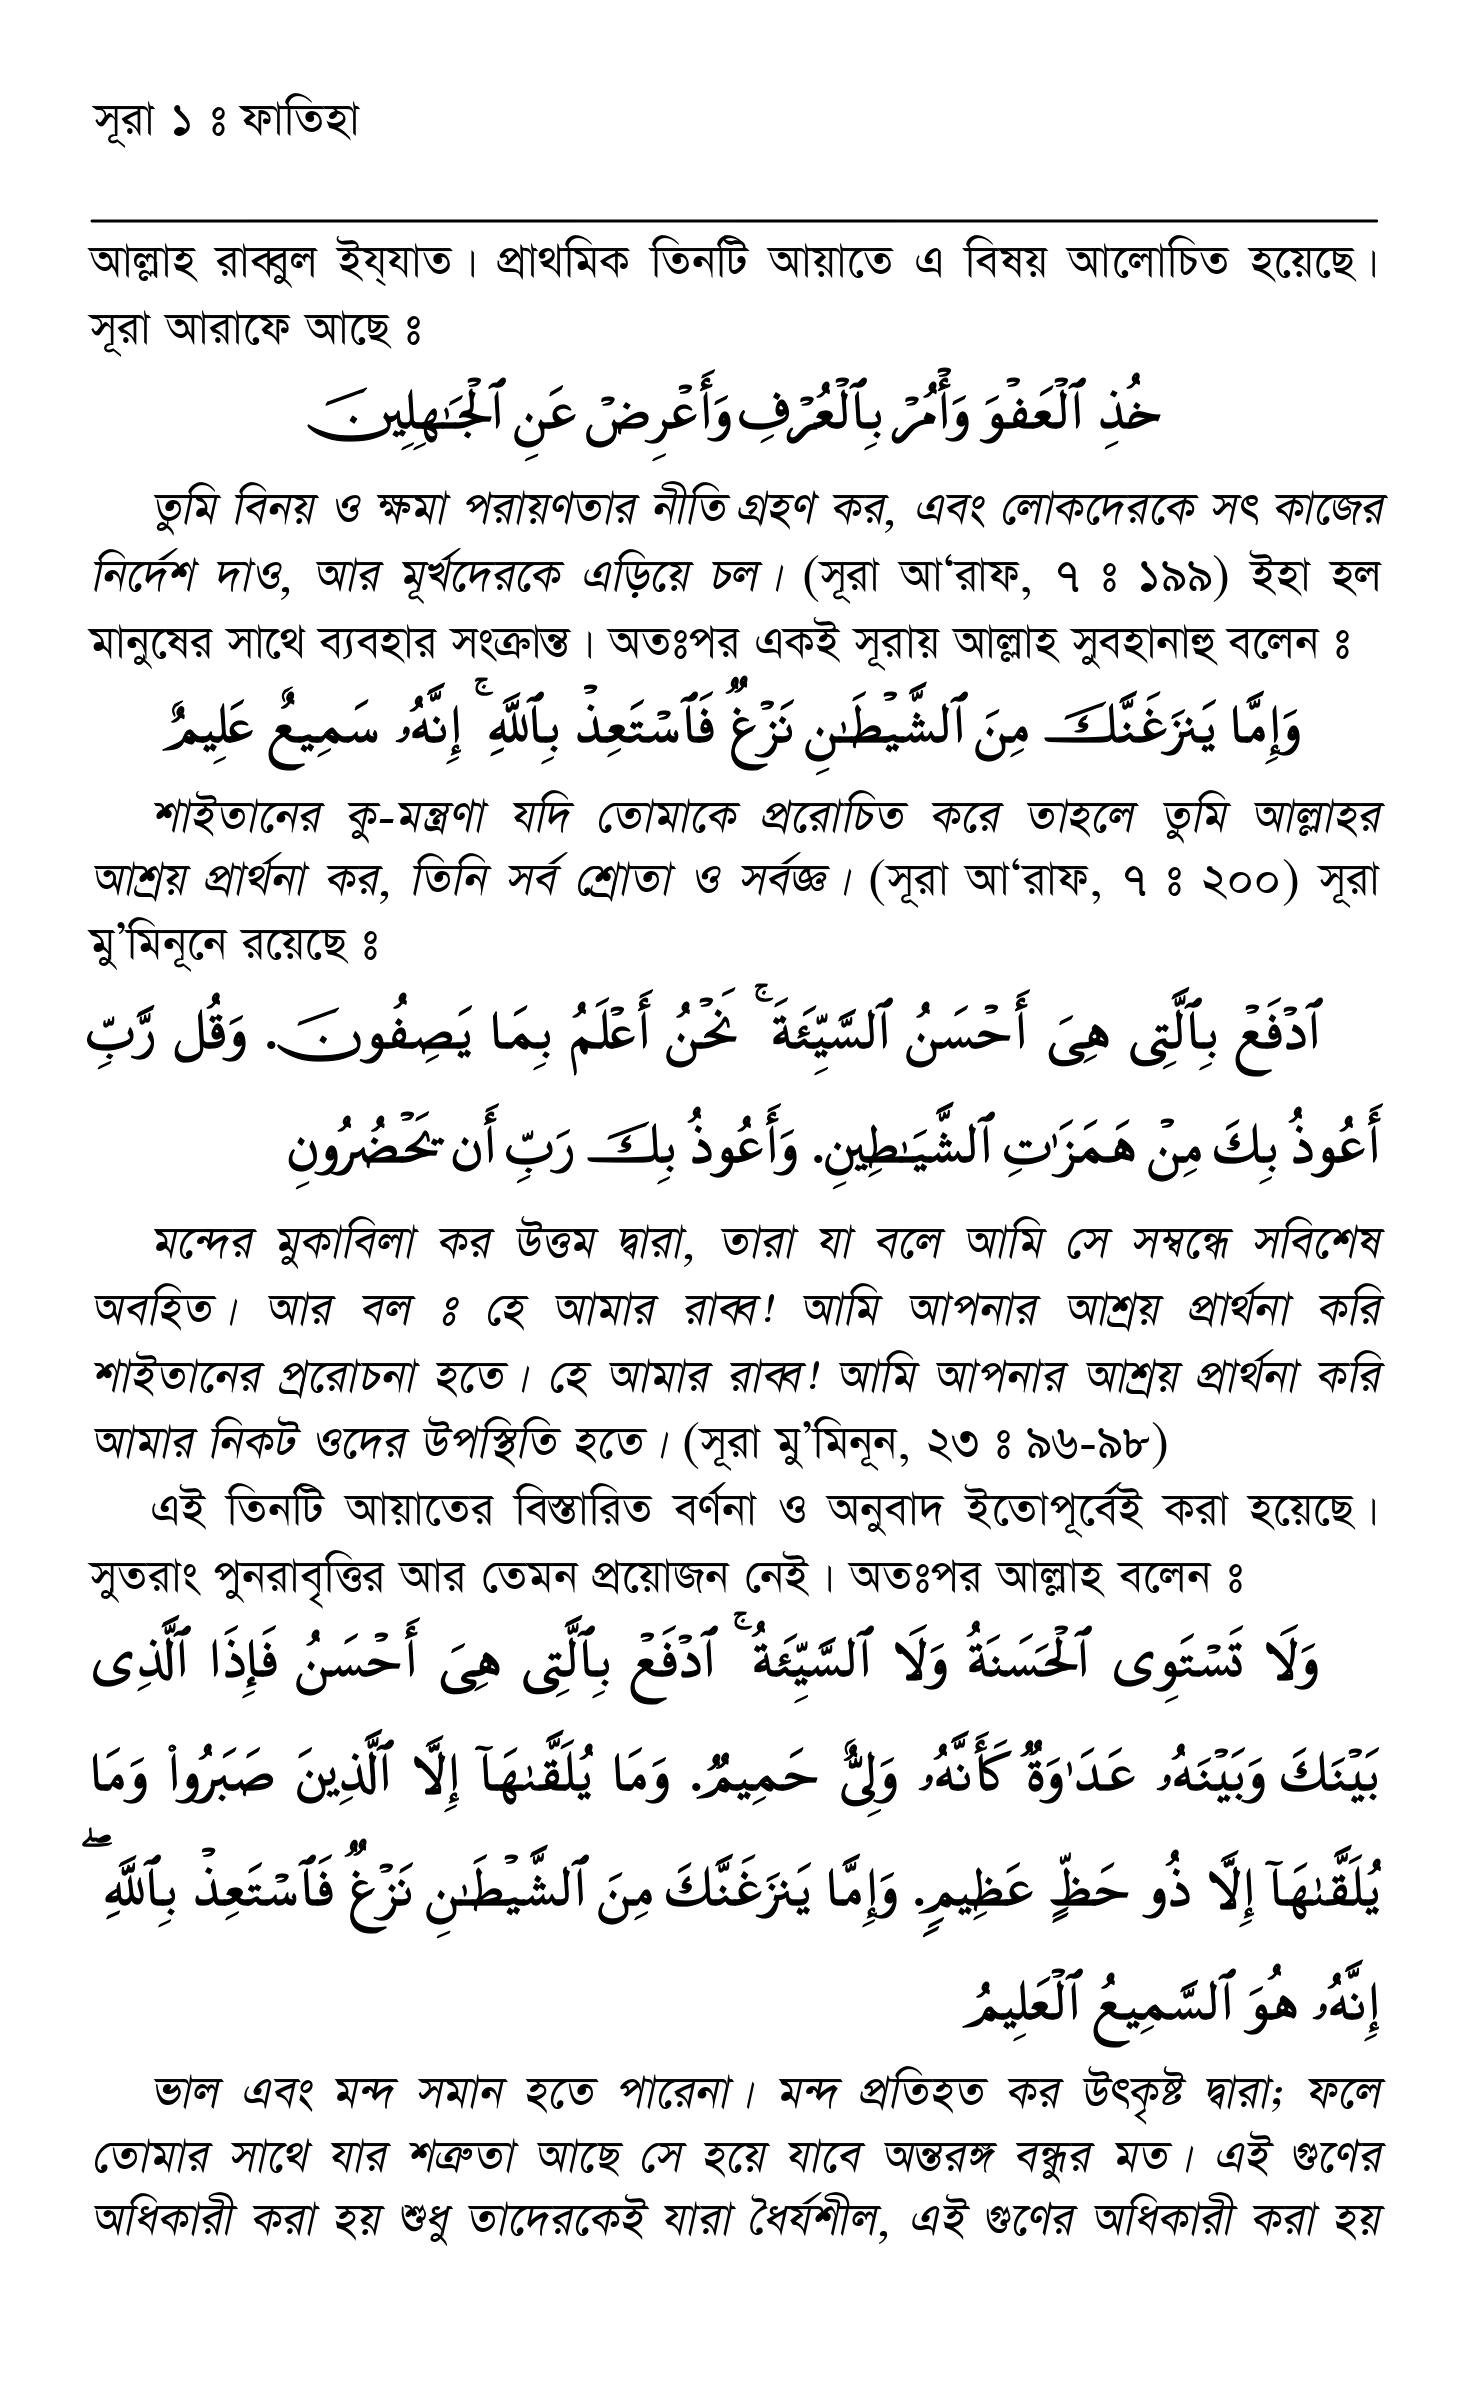 সূরা ১ ঃ ফাতিহা
আল্লাহ রাব্বুল ইয্‌যাত। প্রাথমিক তিনটি আয়াতে এ বিষয় আলোচিত হয়েছে।
সূরা আরাফে আছে ঃ
خُذِ ٱلْعَفْوَ وَأْمُرْ بِٱلْعُرْفِ وَأَعْرِضْ عَنِ ٱلْجَـٰهِلِينَ
তুমি বিনয় ও ক্ষমা পরায়ণতার নীতি গ্রহণ কর, এবং লোকদেরকে সৎ কাজের
নির্দেশ দাও, আর মূর্খদেরকে এড়িয়ে চল। (সূরা আ‘রাফ, ৭ ঃ ১৯৯) ইহা হল
মানুষের সাথে ব্যবহার সংক্রান্ত। অতঃপর একই সূরায় আল্লাহ সুবহানাহু বলেন ঃ
وَإِمَّا يَنزَغَنَّكَ مِنَ ٱلشَّيْطَـٰنِ نَزْغٌ فَٱسْتَعِذْ بِٱللَّهِ ۚ إِنَّهُۥ سَمِيعٌ عَلِيمٌ
শাইতানের কু-মন্ত্রণা যদি তোমাকে প্ররোচিত করে তাহলে তুমি আল্লাহর
আশ্রয় প্রার্থনা কর, তিনি সর্ব শ্রোতা ও সর্বজ্ঞ। (সূরা আ‘রাফ, ৭ ঃ ২০০) সূরা
মু’মিনূনে রয়েছে ঃ
ٱدْفَعْ بِٱلَّتِى هِىَ أَحْسَنُ ٱلسَّيِّئَةَ ۚ نَحْنُ أَعْلَمُ بِمَا يَصِفُونَ. وَقُل رَّبِّ
أَعُوذُ بِكَ مِنْ هَمَزَٰتِ ٱلشَّيَـٰطِينِ. وَأَعُوذُ بِكَ رَبِّ أَن يَحْضُرُونِ
মন্দের মুকাবিলা কর উত্তম দ্বারা, তারা যা বলে আমি সে সম্বন্ধে সবিশেষ
অবহিত। আর বল ঃ হে আমার রাব্ব! আমি আপনার আশ্রয় প্রার্থনা করি
শাইতানের প্ররোচনা হতে। হে আমার রাব্ব! আমি আপনার আশ্রয় প্রার্থনা করি
আমার নিকট ওদের উপস্থিতি হতে। (সূরা মু’মিনূন, ২৩ ঃ ৯৬-৯৮)
এই তিনটি আয়াতের বিস্তারিত বর্ণনা ও অনুবাদ ইতোপূর্বেই করা হয়েছে।
সুতরাং পুনরাবৃত্তির আর তেমন প্রয়োজন নেই। অতঃপর আল্লাহ বলেন ঃ
وَلَا تَسْتَوِى ٱلْحَسَنَةُ وَلَا ٱلسَّيِّئَةُ ۚ ٱدْفَعْ بِٱلَّتِى هِىَ أَحْسَنُ فَإِذَا ٱلَّذِى
بَيْنَكَ وَبَيْنَهُۥ عَدَٰوَةٌ كَأَنَّهُۥ وَلِىٌّ حَمِيمٌ. وَمَا يُلَقَّىٰهَآ إِلَّا ٱلَّذِينَ صَبَرُوا۟ وَمَا
يُلَقَّىٰهَآ إِلَّا ذُو حَظٍّ عَظِيمٍ. وَإِمَّا يَنزَغَنَّكَ مِنَ ٱلشَّيْطَـٰنِ نَزْغٌ فَٱسْتَعِذْ بِٱللَّهِ ۖ
إِنَّهُۥ هُوَ ٱلسَّمِيعُ ٱلْعَلِيمُ
ভাল এবং মন্দ সমান হতে পারেনা। মন্দ প্রতিহত কর উৎকৃষ্ট দ্বারা; ফলে
তোমার সাথে যার শত্রুতা আছে সে হয়ে যাবে অন্তরঙ্গ বন্ধুর মত। এই গুণের
অধিকারী করা হয় শুধু তাদেরকেই যারা ধৈর্যশীল, এই গুণের অধিকারী করা হয়